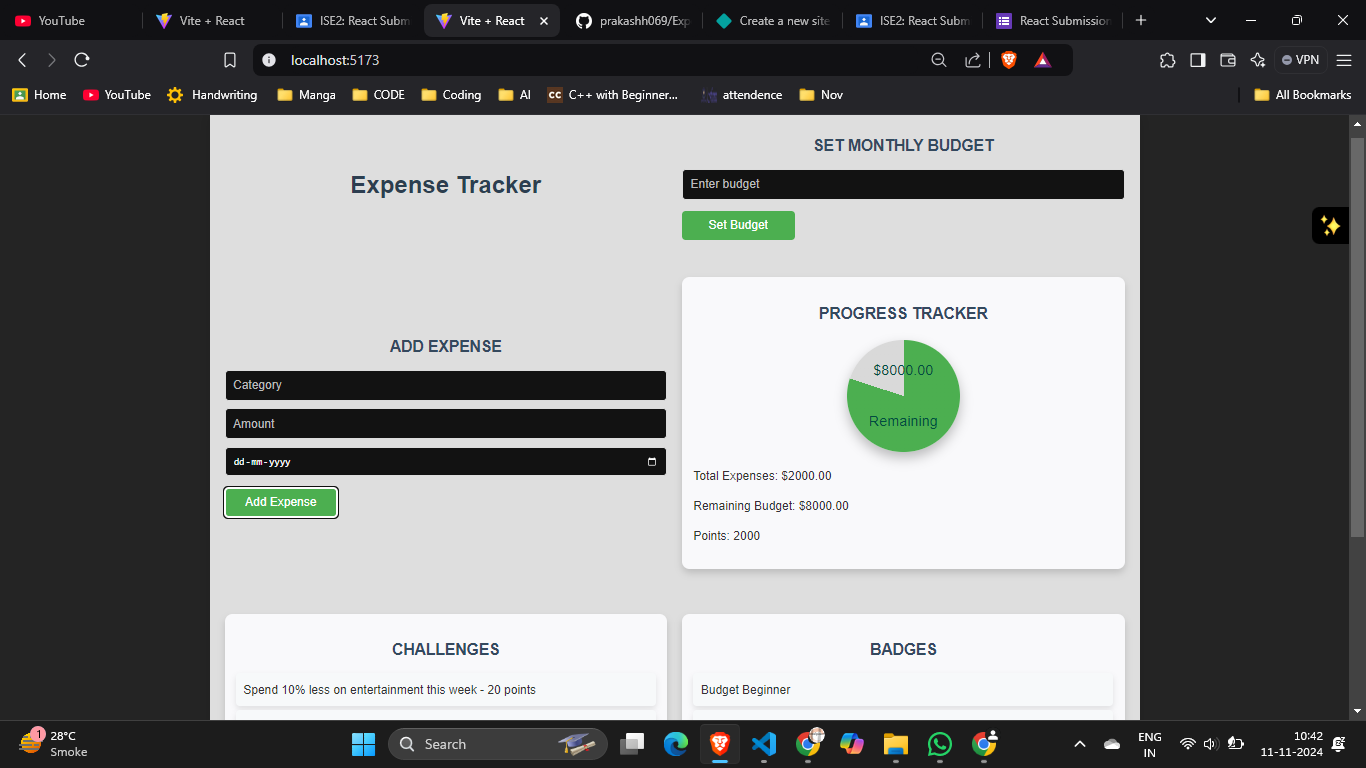 YouTube
Vite + React
ISE2: React Subm
Vite + React
prakashh069/Exp
Create a new site
ISE2: React Subm
React Submission
localhost:5173
VPN
Home
YouTube
Handwriting
Manga
CODE
Coding
AI
CC
C++ with Beginner...
attendence
Nov
All Bookmarks
Expense Tracker
SET MONTHLY BUDGET
Enter budget
Set Budget
ADD EXPENSE
Category
Amount
dd-mm-yyyy
Add Expense
PROGRESS TRACKER
$8000.00
Remaining
Total Expenses: $2000.00
Remaining Budget: $8000.00
Points: 2000
CHALLENGES
Spend 10% less on entertainment this week - 20 points
BADGES
Budget Beginner
1
28°C
Smoke
Search
ENG
IN
10:42
11-11-2024